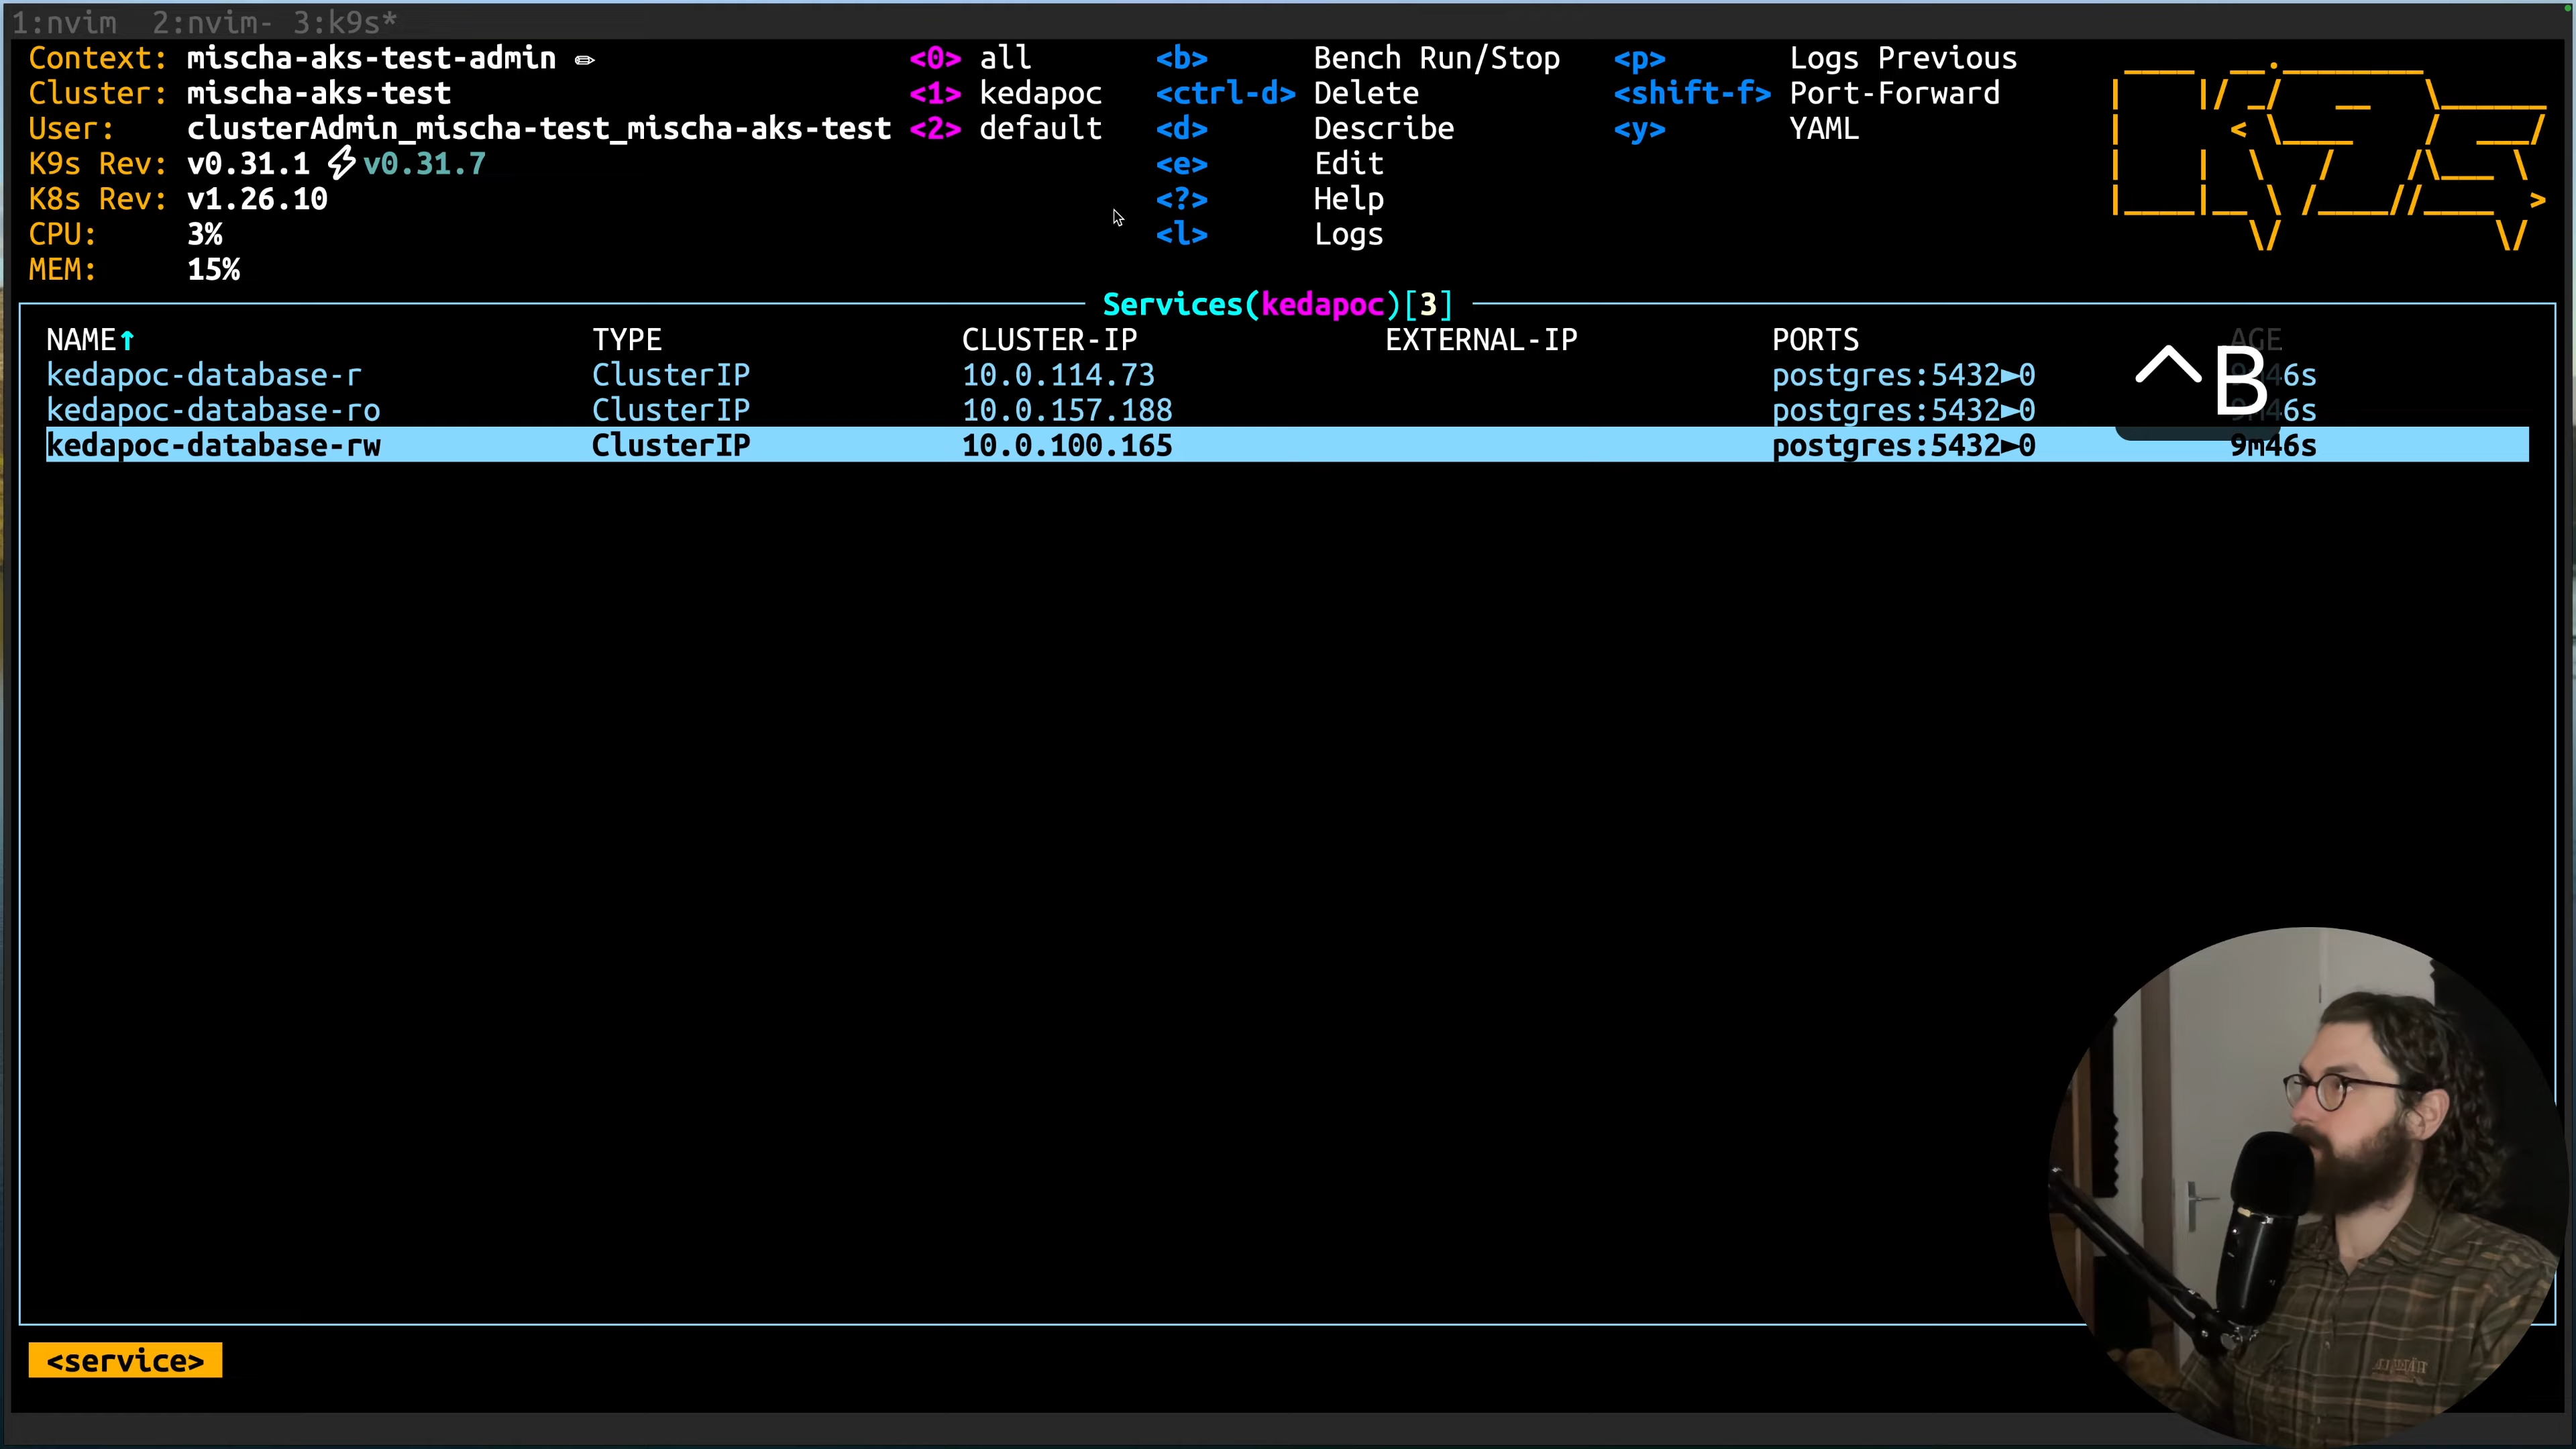 1:nvim  2:nvim- 3:k9s*
Context: mischa-aks-test-admin ✏
Cluster: mischa-aks-test
User: clusterAdmin_mischa-test_mischa-aks-test
K9s Rev: v0.31.1 ⚡v0.31.7
K8s Rev: v1.26.10
CPU: 3%
MEM: 15%
<0> all
<1> kedapoc
<2> default
<b> Bench Run/Stop
<ctrl-d> Delete
<d> Describe
<e> Edit
<?> Help
<l> Logs
<p> Logs Previous
<shift-f> Port-Forward
<y> YAML
Services(kedapoc)[3]
NAME↑ TYPE CLUSTER-IP EXTERNAL-IP PORTS AGE
kedapoc-database-r ClusterIP 10.0.114.73 postgres:5432►0 9m46s
kedapoc-database-ro ClusterIP 10.0.157.188 postgres:5432►0 9m46s
kedapoc-database-rw ClusterIP 10.0.100.165 postgres:5432►0 9m46s
^B
<service>